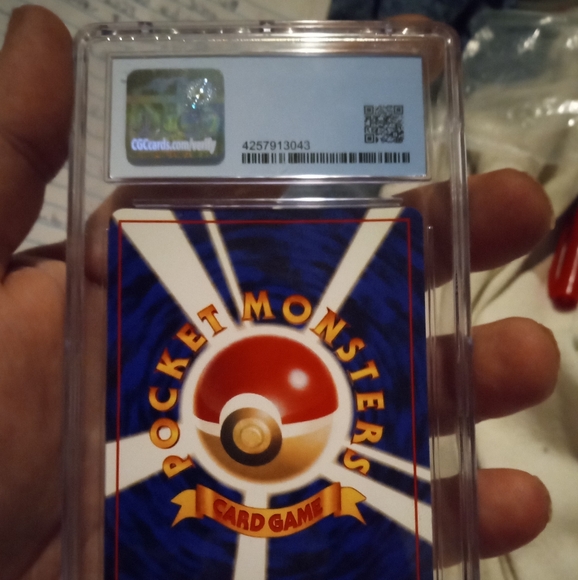 CGCcards.com/verify
4257913043
POCKET MONSTERS
CARD GAME